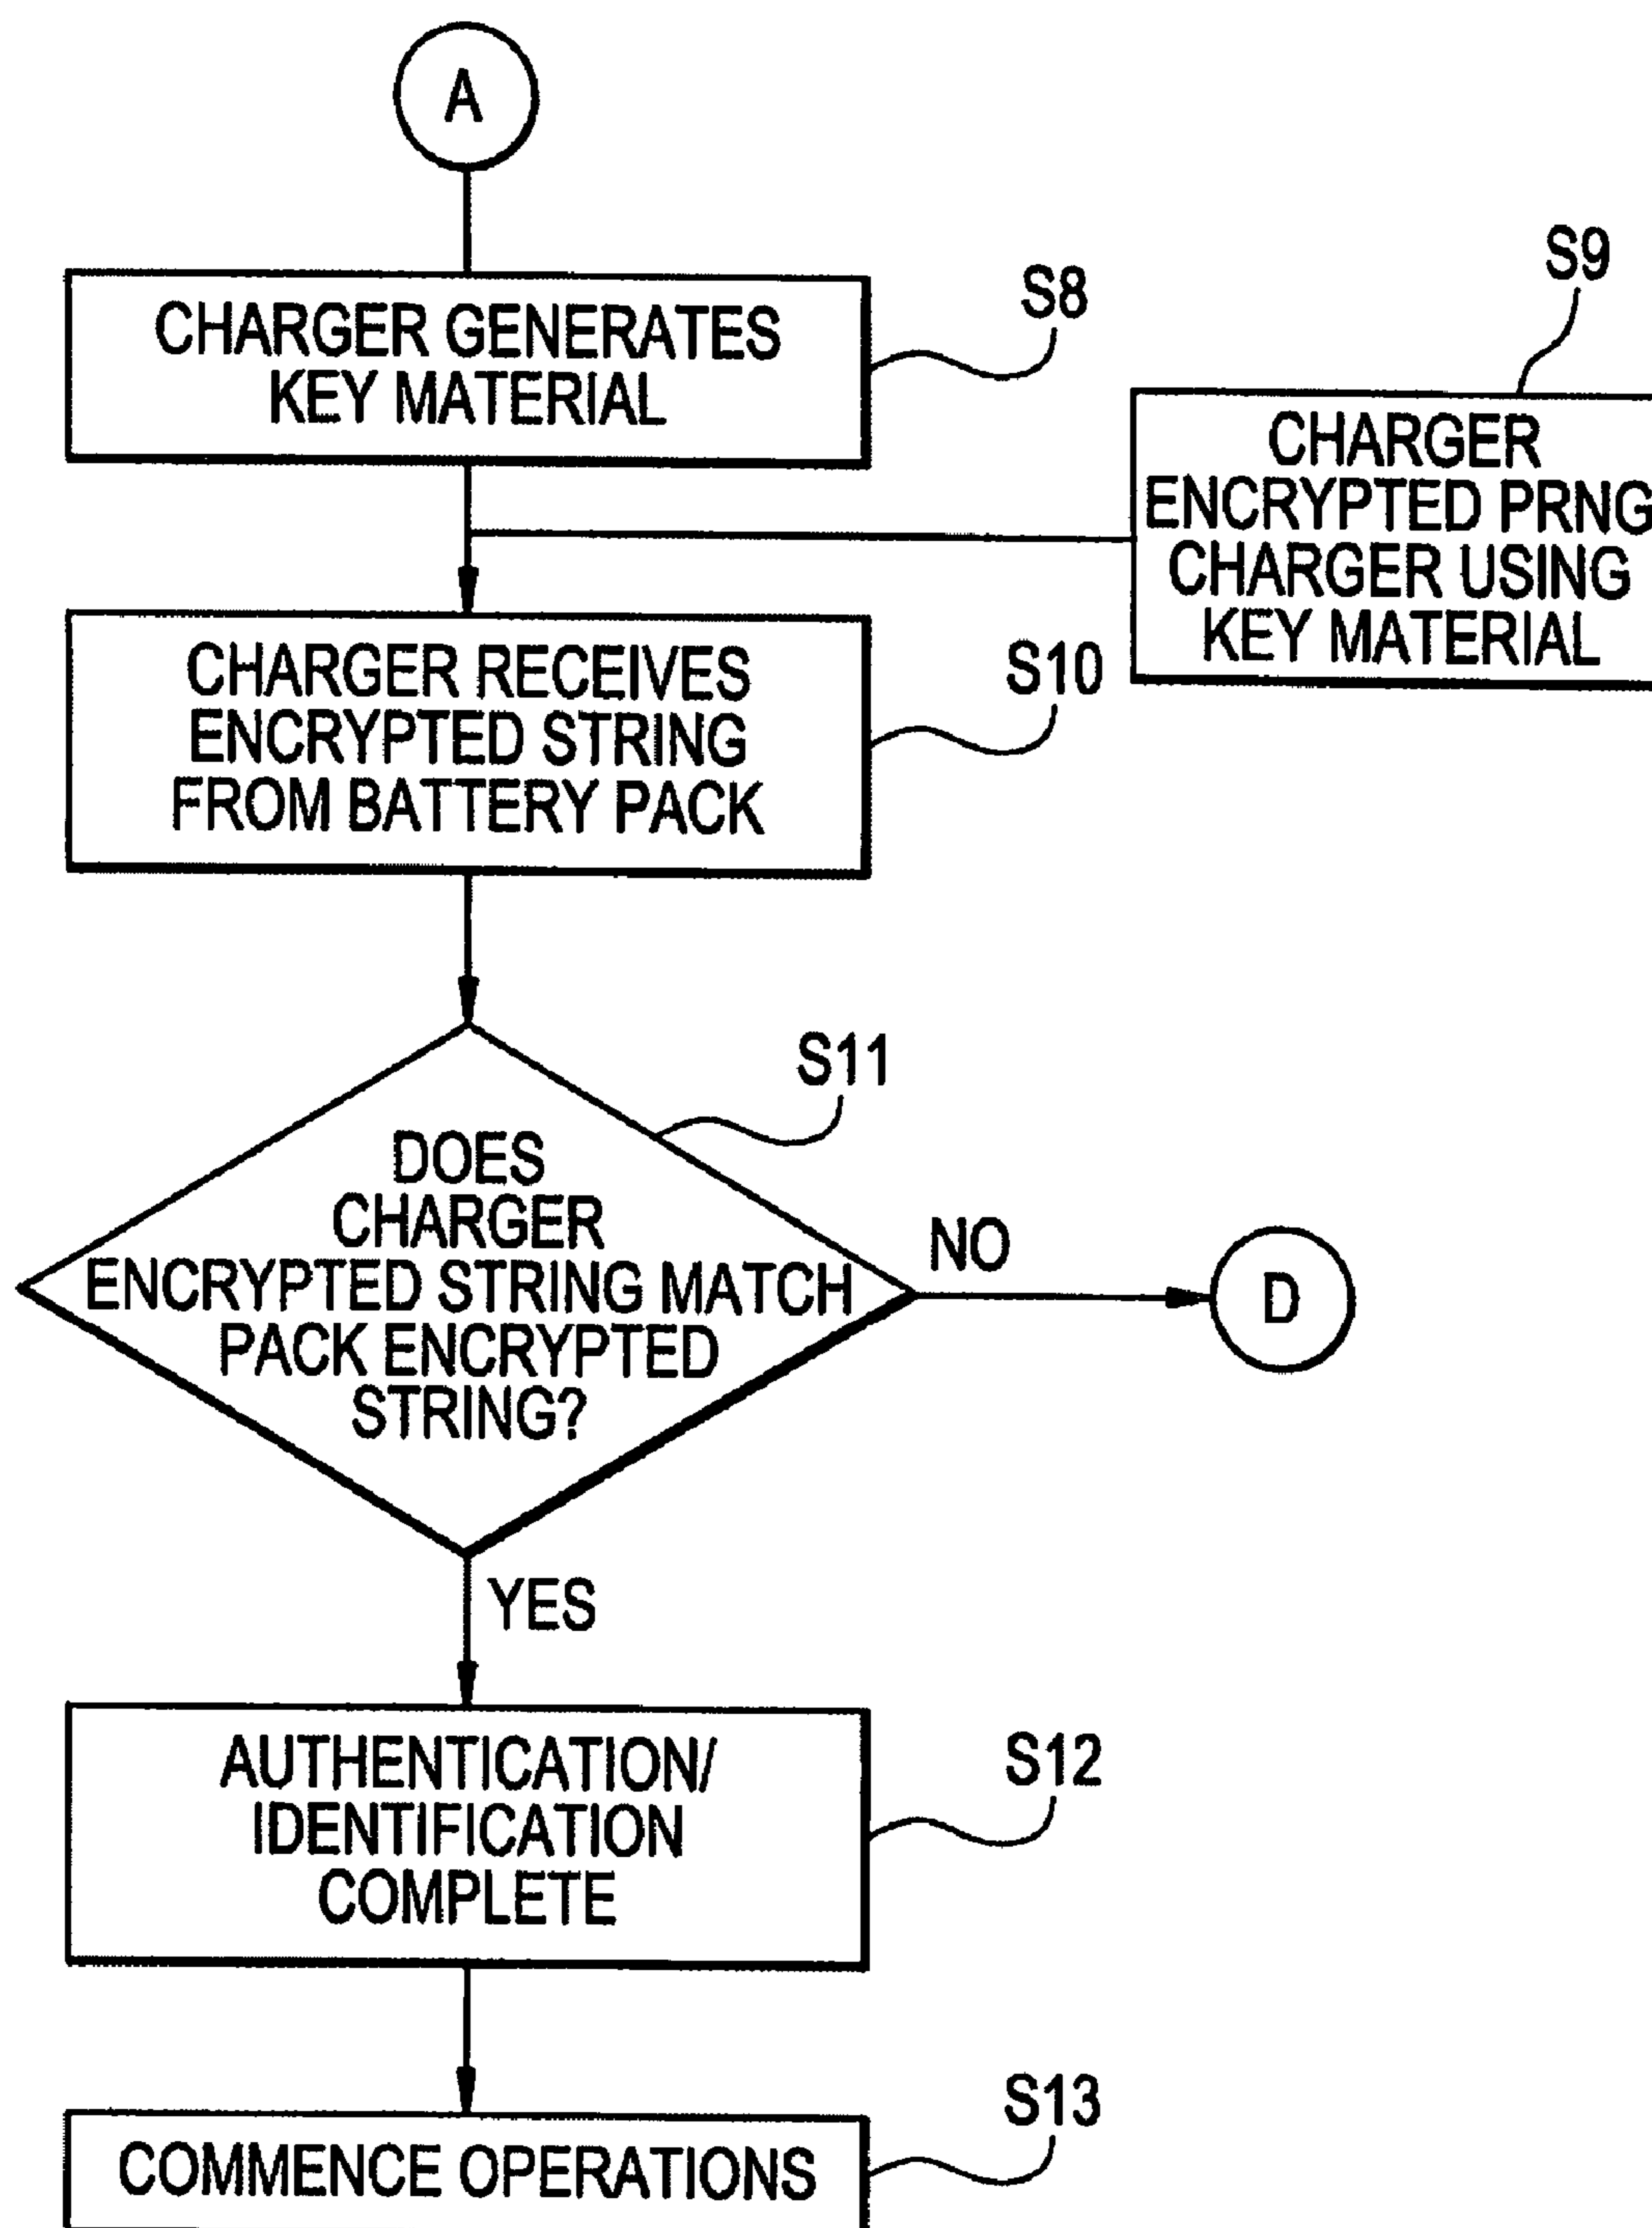 A
CHARGER GENERATES
KEY MATERIAL
S8
S9
CHARGER
ENCRYPTED PRNG
CHARGER USING
KEY MATERIAL
CHARGER RECEIVES
ENCRYPTED STRING
FROM BATTERY PACK
S10
S11
DOES
CHARGER
ENCRYPTED STRING MATCH
PACK ENCRYPTED
STRING?
NO
D
YES
AUTHENTICATION/
IDENTIFICATION
COMPLETE
S12
COMMENCE OPERATIONS
S13